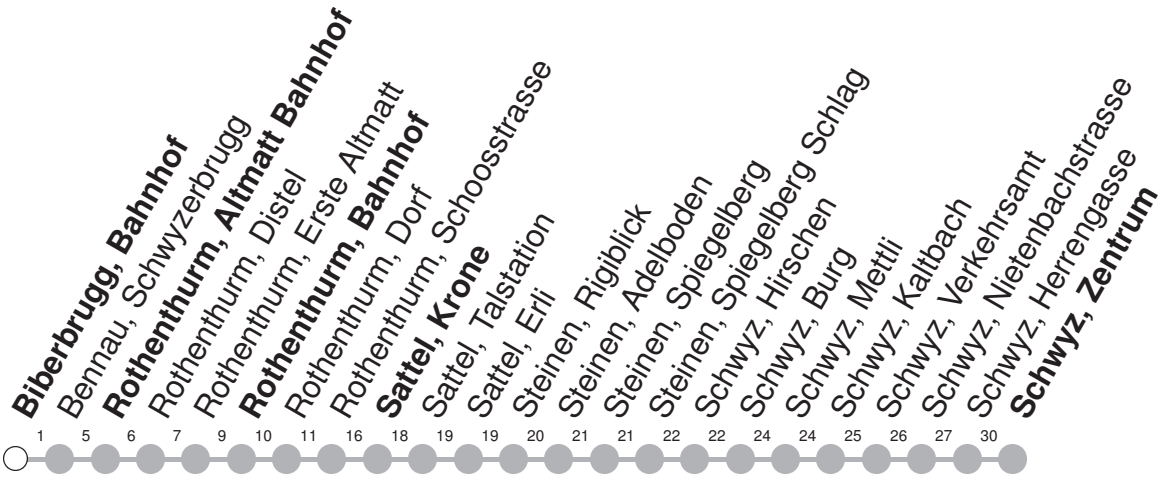 Biberbrugg, Bahnhof
Bennau, Schwyzerbrugg
Rothenthurm, Altmatt Bahnhof
Rothenthurm, Distel
Rothenthurm, Erste Altmatt
Rothenthurm, Bahnhof
Rothenthurm, Dorf
Rothenthurm, Schoosstrasse
Sattel, Krone
Sattel, Talstation
Sattel, Erli
Steinen, Rigiblick
Steinen, Adelboden
Steinen, Spiegelberg
Steinen, Spiegelberg Schlag
Schwyz, Hirschen
Schwyz, Burg
Schwyz, Mettli
Schwyz, Kaltbach
Schwyz, Verkehrsamt
Schwyz, Nietenbachstrasse
Schwyz, Herrengasse
Schwyz, Zentrum
1 5 6 7 9 10 11 16 18 19 19 20 21 21 22 22 24 24 25 26 27 30